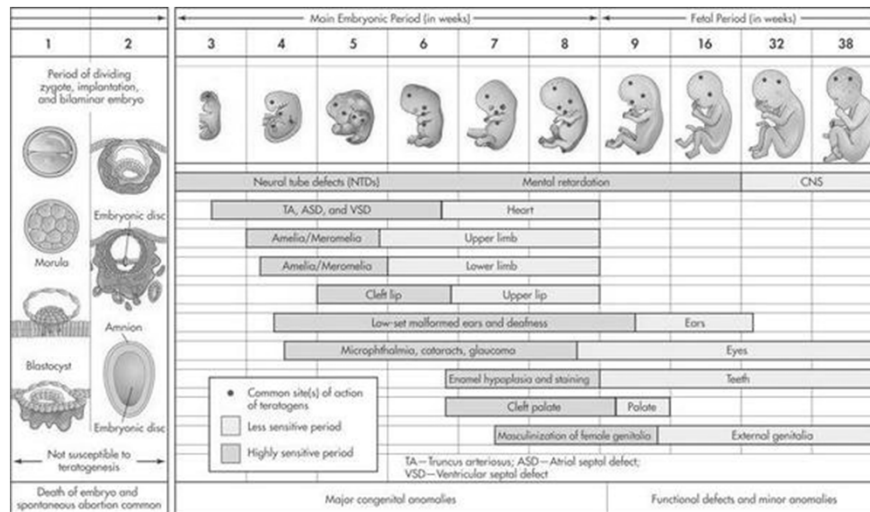 Main Embryonic Period (in weeks)
Fetal Period (in weeks)
1 2 3 4 5 6 7 8 9 16 32 38
Period of dividing
zygote, implantation,
and bilaminar embryo
Embryonic disc
Morula
Amnion
Blastocyst
Embryonic disc
Not susceptible to
teratogenesis
Death of embryo and
spontaneous abortion common
Neural tube defects (NTDs) Mental retardation CNS
TA, ASD, and VSD Heart
Amelia/Meromelia Upper limb
Amelia/Meromelia Lower limb
Cleft lip Upper lip
Low-set malformed ears and deafness Ears
Microphthalmia, cataracts, glaucoma Eyes
Enamel hypoplasia and staining Teeth
Cleft palate Palate
Masculinization of female genitalia External genitalia
Common site(s) of action
of teratogens
Less sensitive period
Highly sensitive period
TA—Truncus arteriosus; ASD—Atrial septal defect;
VSD—Ventricular septal defect
Major congenital anomalies
Functional defects and minor anomalies